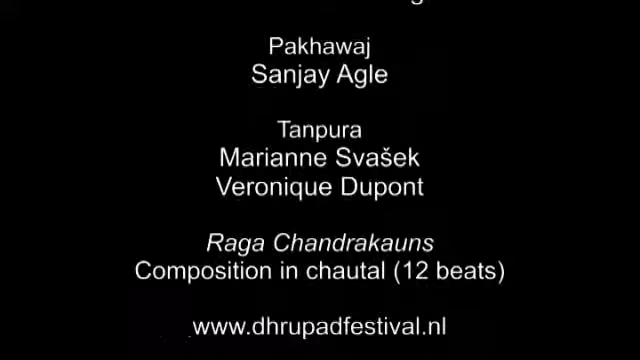 Pakhawaj
Sanjay Agle
Tanpura
Marianne Svašek
Veronique Dupont
Raga Chandrakauns
Composition in chautal (12 beats)
www.dhrupadfestival.nl